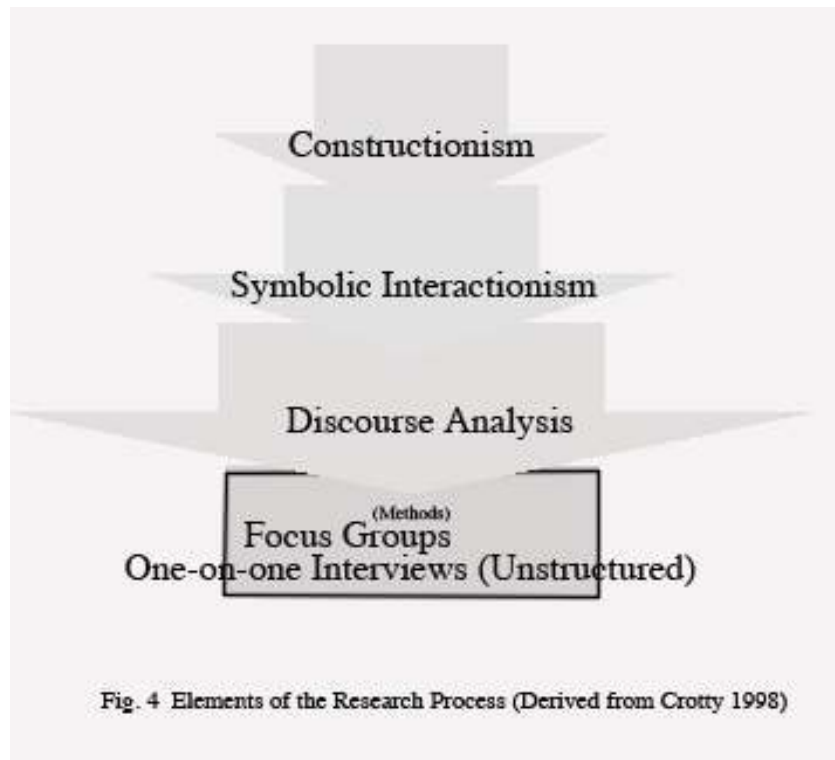 Constructionism
Symbolic Interactionism
Discourse Analysis
(Methods)
Focus Groups
One-on-one Interviews (Unstructured)
Fig. 4 Elements of the Research Process (Derived from Crotty 1998)